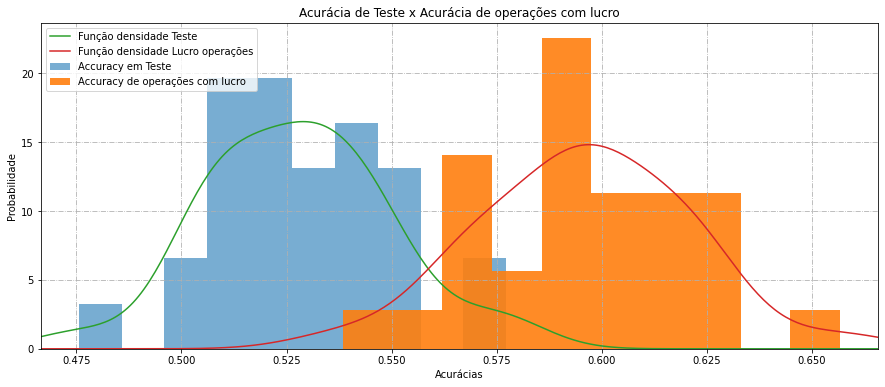 Acurácia de Teste x Acurácia de operações com lucro
Função densidade Teste
Função densidade Lucro operações
Accuracy em Teste
Accuracy de operações com lucro
Probabilidade
20
15
10
5
0
0.475
0.500
0.525
0.550
0.575
0.600
0.625
0.650
Acurácias